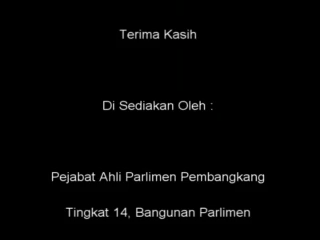 Terima Kasih
Di Sediakan Oleh :
Pejabat Ahli Parlimen Pembangkang
Tingkat 14, Bangunan Parlimen